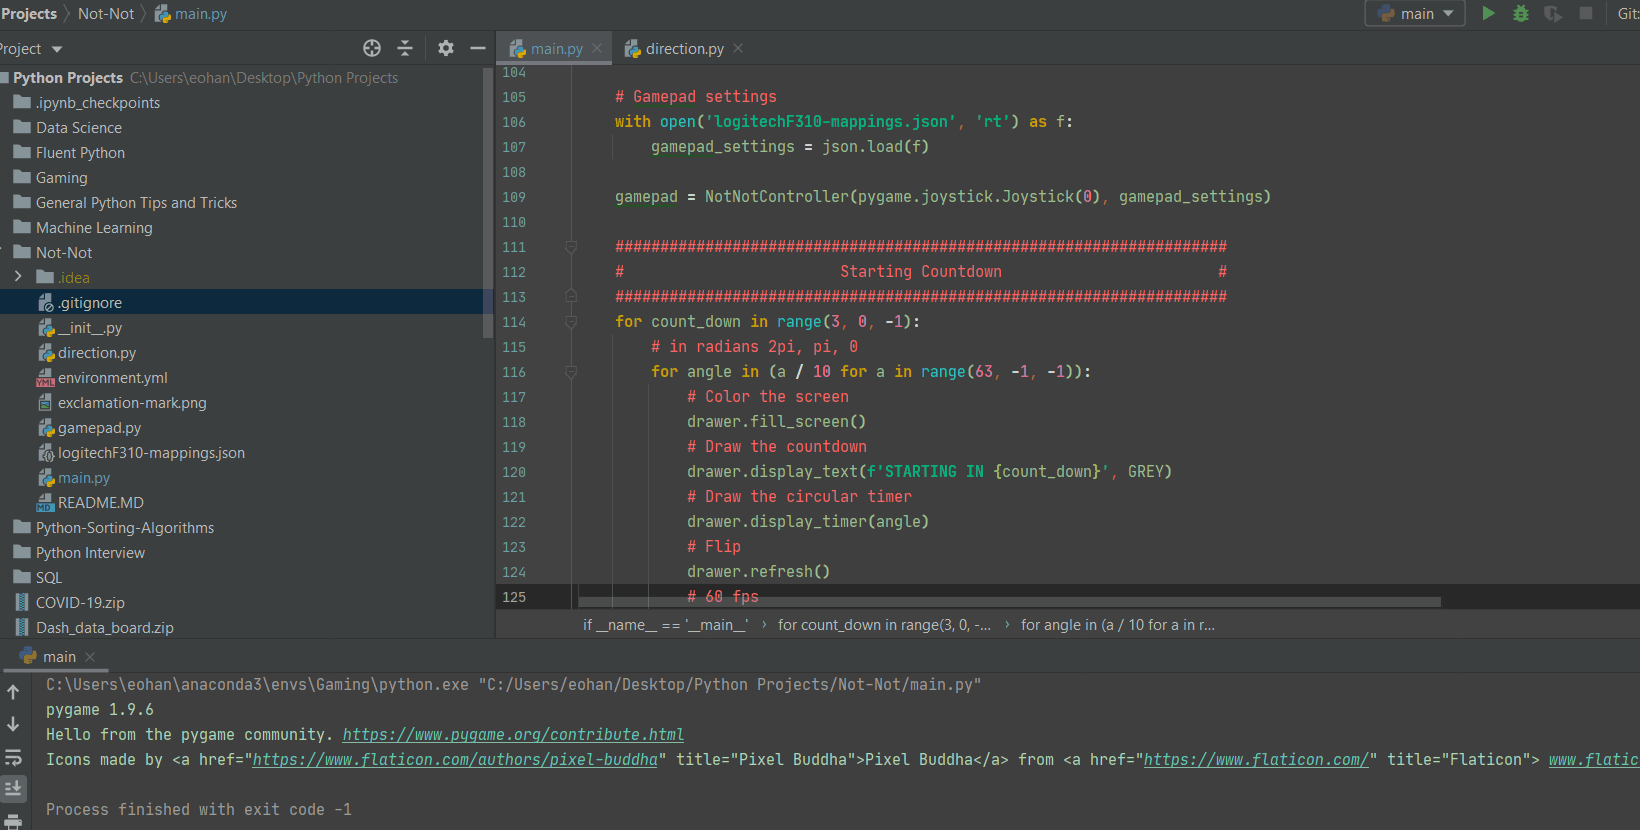 Projects Not-Not main.py main Git:
Project main.py direction.py
Python Projects C:\Users\eohan\Desktop\Python Projects
.ipynb_checkpoints
Data Science
Fluent Python
Gaming
General Python Tips and Tricks
Machine Learning
Not-Not
.idea
.gitignore
__init__.py
direction.py
environment.yml
exclamation-mark.png
gamepad.py
logitechF310-mappings.json
main.py
README.MD
Python-Sorting-Algorithms
Python Interview
SQL
COVID-19.zip
Dash_data_board.zip
104
105 # Gamepad settings
106 with open('logitechF310-mappings.json', 'rt') as f:
107 gamepad_settings = json.load(f)
108
109 gamepad = NotNotController(pygame.joystick.Joystick(0), gamepad_settings)
110
111 ####################################################################
112 # Starting Countdown #
113 ####################################################################
114 for count_down in range(3, 0, -1):
115 # in radians 2pi, pi, 0
116 for angle in (a / 10 for a in range(63, -1, -1)):
117 # Color the screen
118 drawer.fill_screen()
119 # Draw the countdown
120 drawer.display_text(f'STARTING IN {count_down}', GREY)
121 # Draw the circular timer
122 drawer.display_timer(angle)
123 # Flip
124 drawer.refresh()
125 # 60 fps
if __name__ == '__main__' › for count_down in range(3, 0, -... › for angle in (a / 10 for a in r...
main
C:\Users\eohan\anaconda3\envs\Gaming\python.exe "C:/Users/eohan/Desktop/Python Projects/Not-Not/main.py"
pygame 1.9.6
Hello from the pygame community. https://www.pygame.org/contribute.html
Icons made by <a href="https://www.flaticon.com/authors/pixel-buddha" title="Pixel Buddha">Pixel Buddha</a> from <a href="https://www.flaticon.com/" title="Flaticon"> www.flatic
Process finished with exit code -1